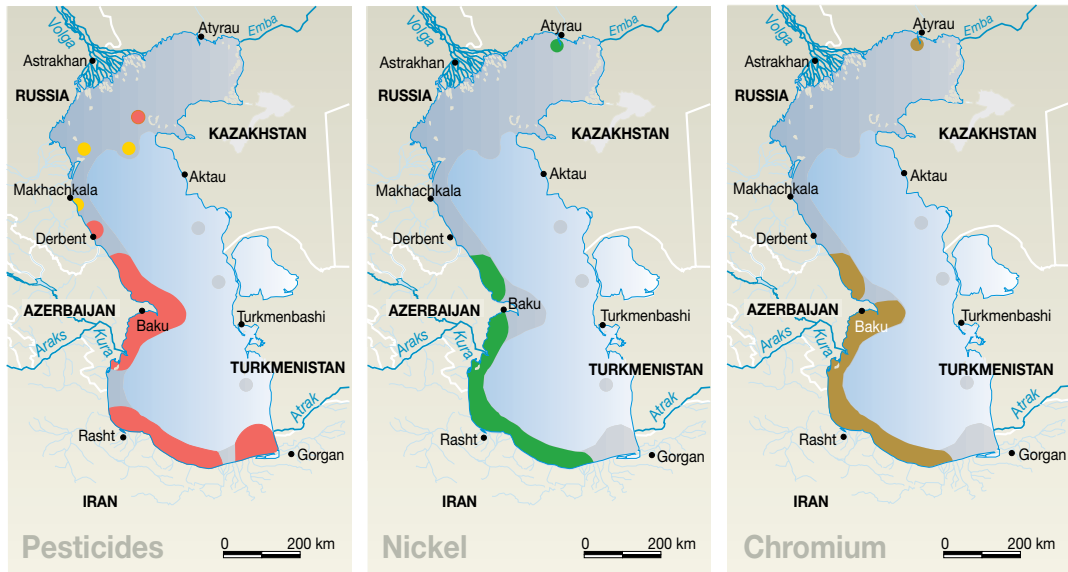 Volga
Atyrau
Emba
Astrakhan
RUSSIA
KAZAKHSTAN
Aktau
Makhachkala
Derbent
AZERBAIJAN
Baku
Turkmenbashi
Araks
Kura
TURKMENISTAN
Atrak
Rasht
Gorgan
IRAN
Pesticides
0 200 km
Volga
Atyrau
Emba
Astrakhan
RUSSIA
KAZAKHSTAN
Aktau
Makhachkala
Derbent
AZERBAIJAN
Baku
Turkmenbashi
Araks
Kura
TURKMENISTAN
Atrak
Rasht
Gorgan
IRAN
Nickel
0 200 km
Volga
Atyrau
Emba
Astrakhan
RUSSIA
KAZAKHSTAN
Aktau
Makhachkala
Derbent
AZERBAIJAN
Baku
Turkmenbashi
Araks
Kura
TURKMENISTAN
Atrak
Rasht
Gorgan
IRAN
Chromium
0 200 km